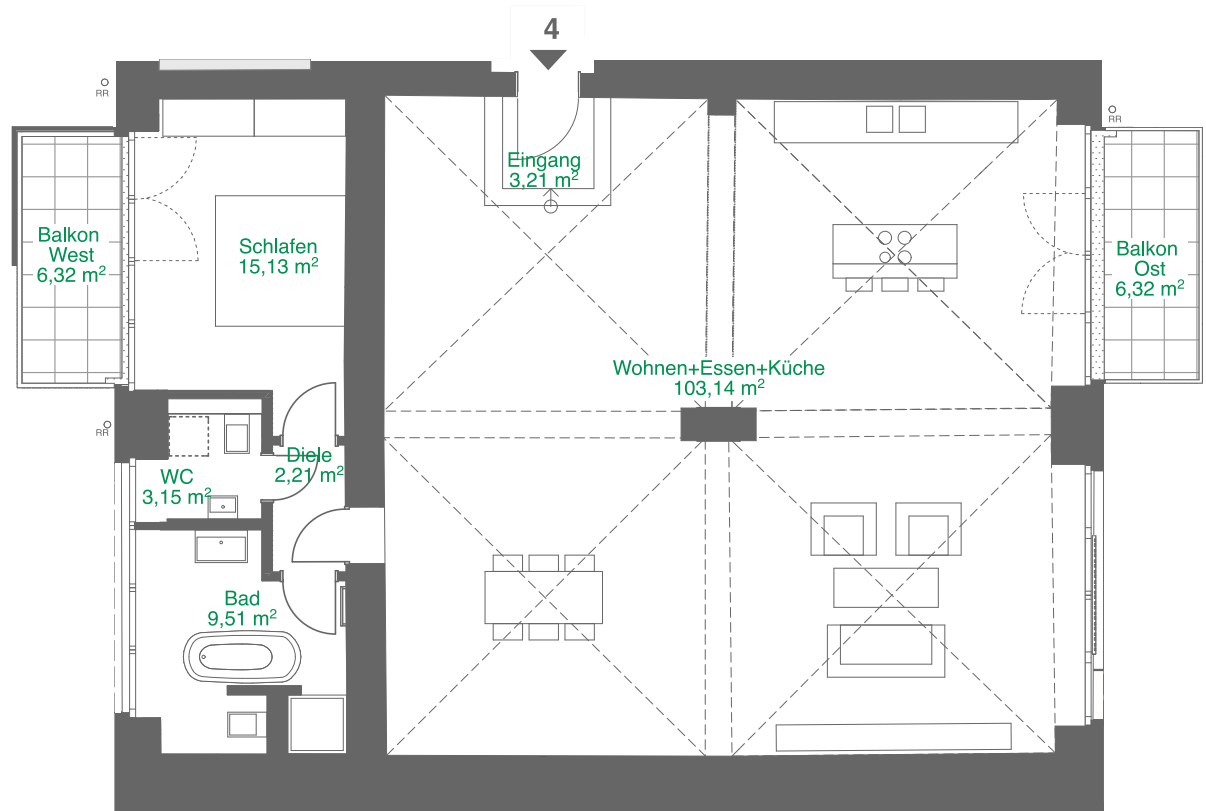 4
RR
RR
Eingang
3,21 m²
Balkon
West
6,32 m²
Schlafen
15,13 m²
Balkon
Ost
6,32 m²
Wohnen+Essen+Küche
103,14 m²
RR
Diele
2,21 m²
WC
3,15 m²
Bad
9,51 m²